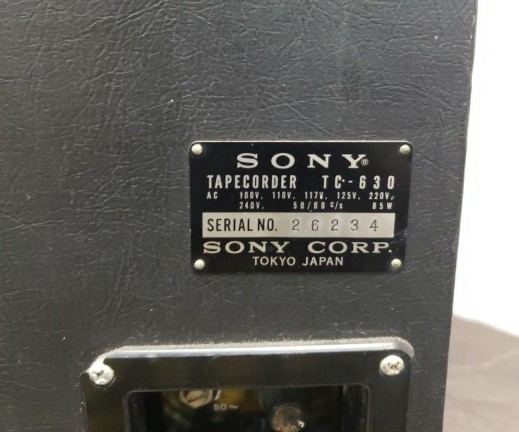 SONY®
TAPECORDER TC-630
AC 100V, 110V, 117V, 125V, 220V,
240V, 50/60 c/s 85W
SERIAL NO. 26234
SONY CORP.
TOKYO JAPAN
50~